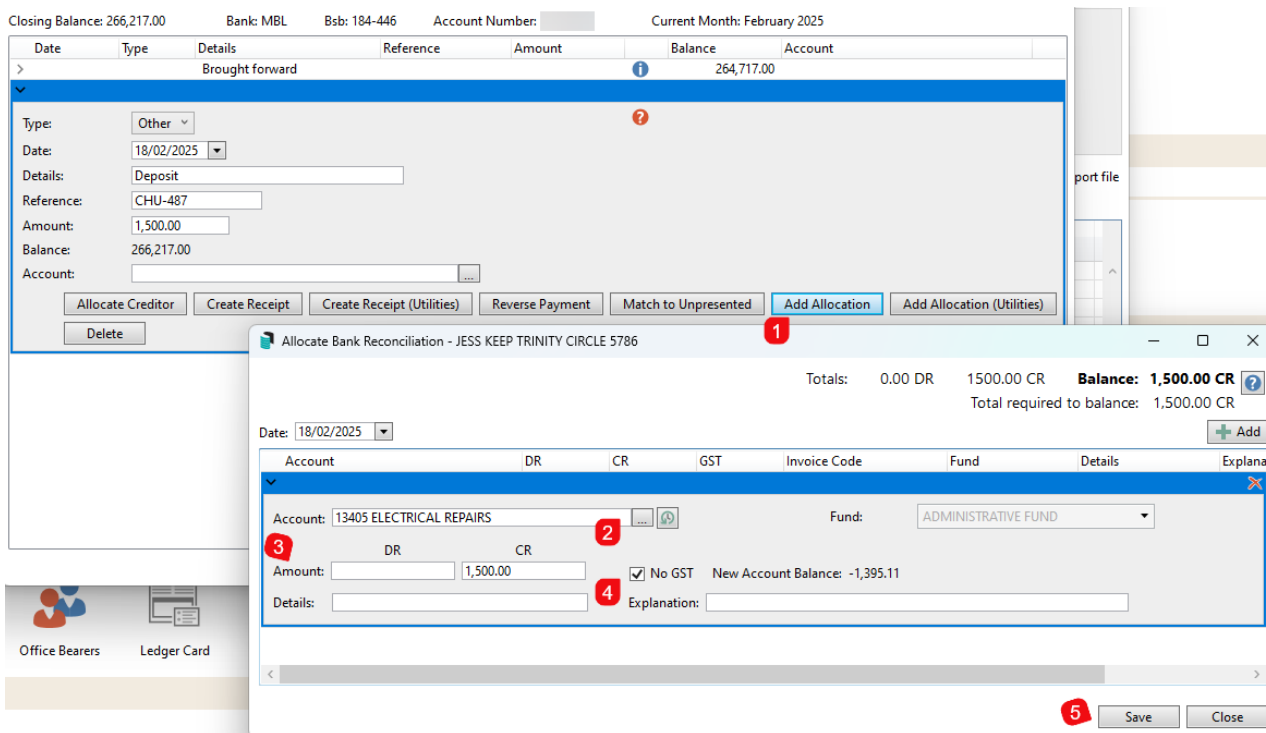 Closing Balance: 266,217.00 Bank: MBL Bsb: 184-446 Account Number: Current Month: February 2025
Date Type Details Reference Amount Balance Account
Brought forward 264,717.00
Type: Other
Date: 18/02/2025
Details: Deposit
port file
Reference: CHU-487
Amount: 1,500.00
Balance: 266,217.00
Account: ...
Allocate Creditor Create Receipt Create Receipt (Utilities) Reverse Payment Match to Unpresented Add Allocation Add Allocation (Utilities)
Delete
1
Allocate Bank Reconciliation - JESS KEEP TRINITY CIRCLE 5786
Totals: 0.00 DR 1500.00 CR Balance: 1,500.00 CR
Total required to balance: 1,500.00 CR
Date: 18/02/2025
Add
Account DR CR GST Invoice Code Fund Details Explana
Account: 13405 ELECTRICAL REPAIRS ... Fund: ADMINISTRATIVE FUND
2
3
DR CR
Amount: 1,500.00 No GST New Account Balance: -1,395.11
4
Details: Explanation:
Office Bearers Ledger Card
5
Save Close